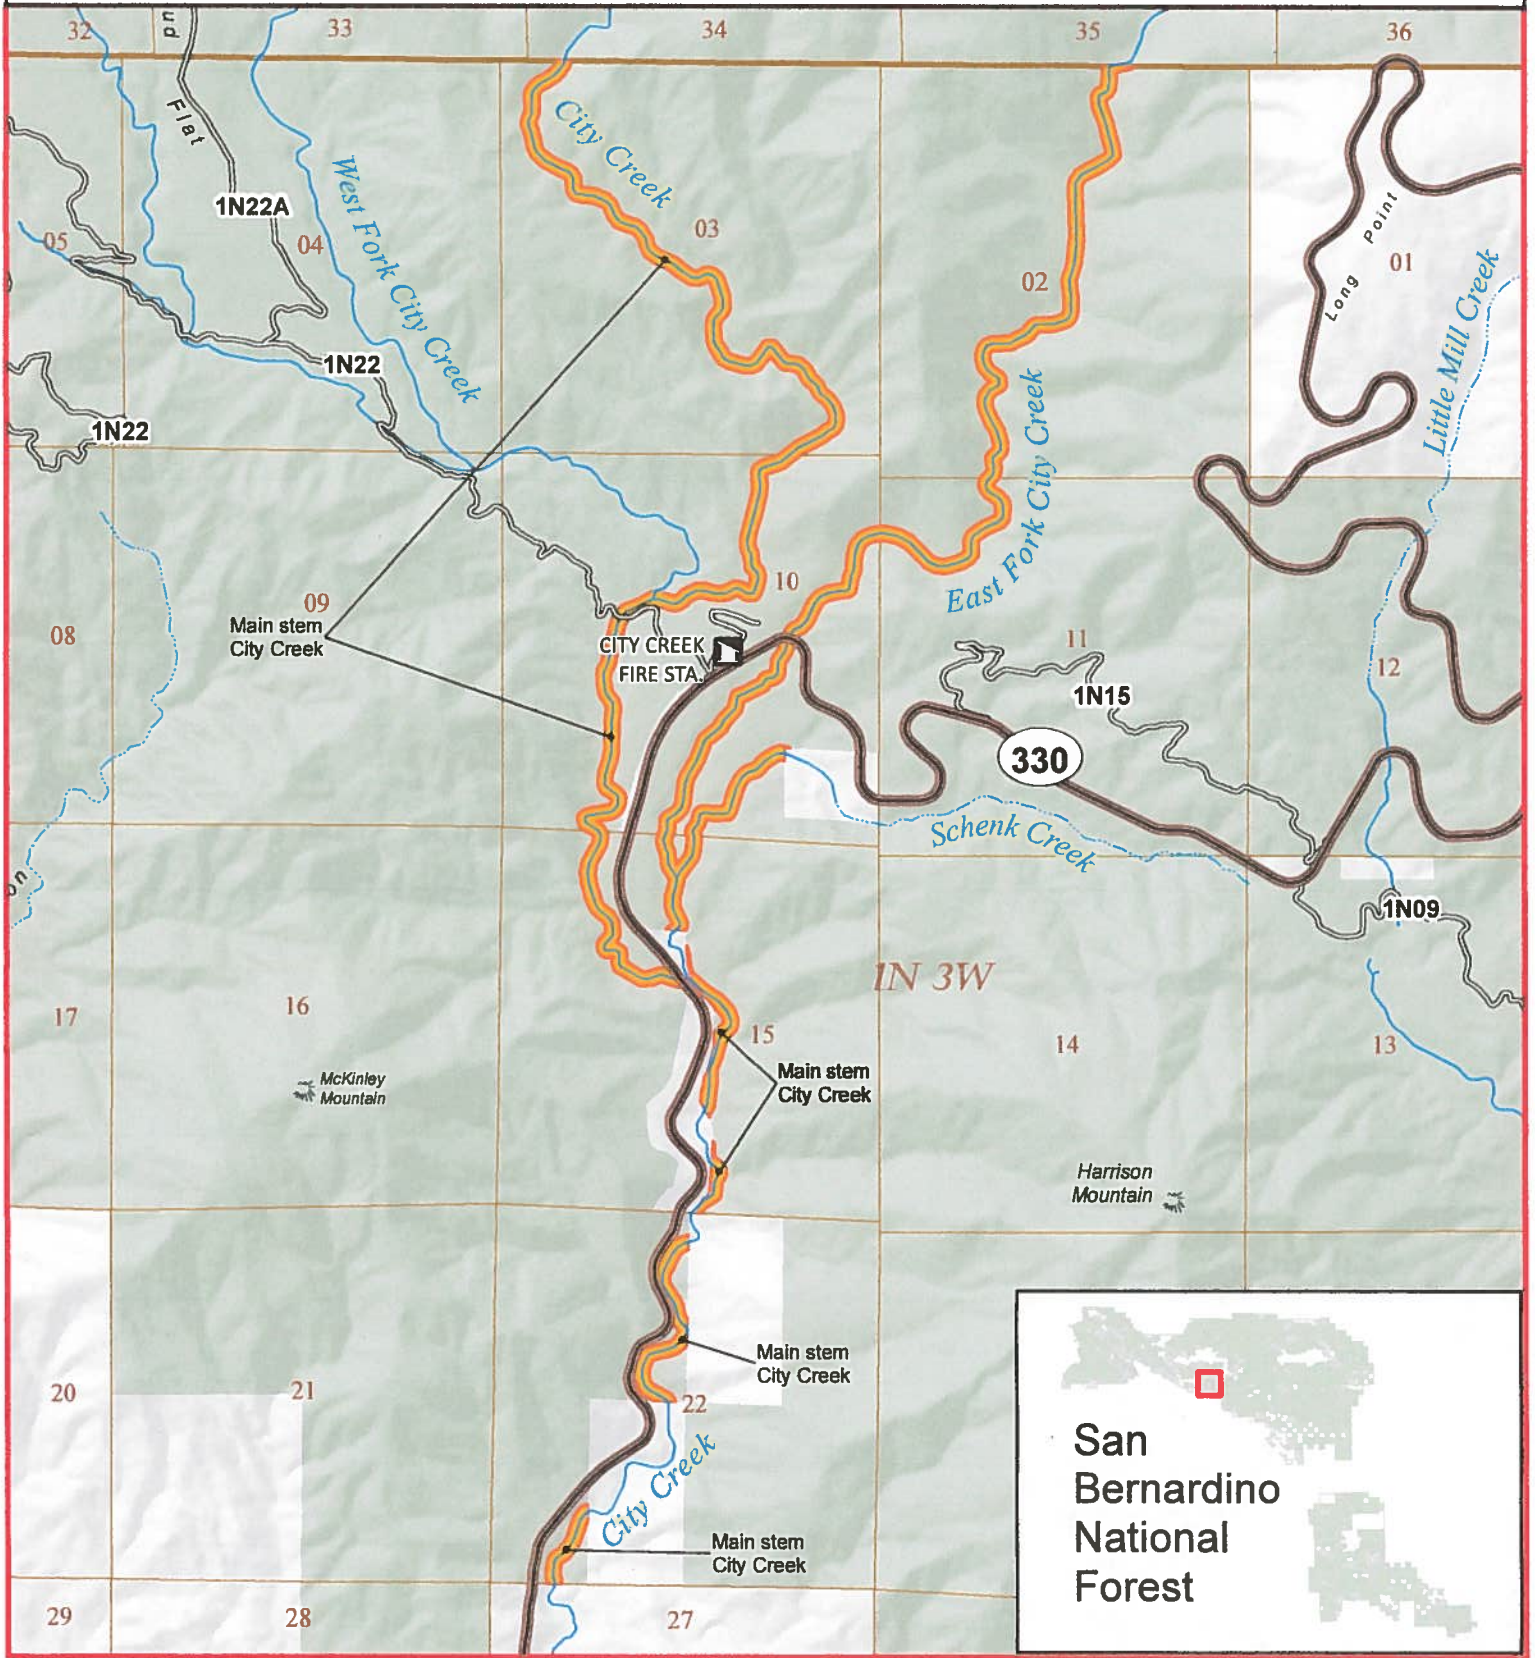 32
pn
33
34
35
36
Flat
City Creek
1N22A
West Fork City Creek
05
04
03
02
01
Long Point
Little Mill Creek
1N22
1N22
East Fork City Creek
10
09
08
Main stem
City Creek
CITY CREEK
FIRE STA.
11
12
1N15
330
Schenk Creek
on
1N09
1N 3W
17
16
15
14
13
McKinley
Mountain
Main stem
City Creek
Harrison
Mountain
Main stem
City Creek
20
21
22
City Creek
San
Bernardino
National
Forest
Main stem
City Creek
29
28
27